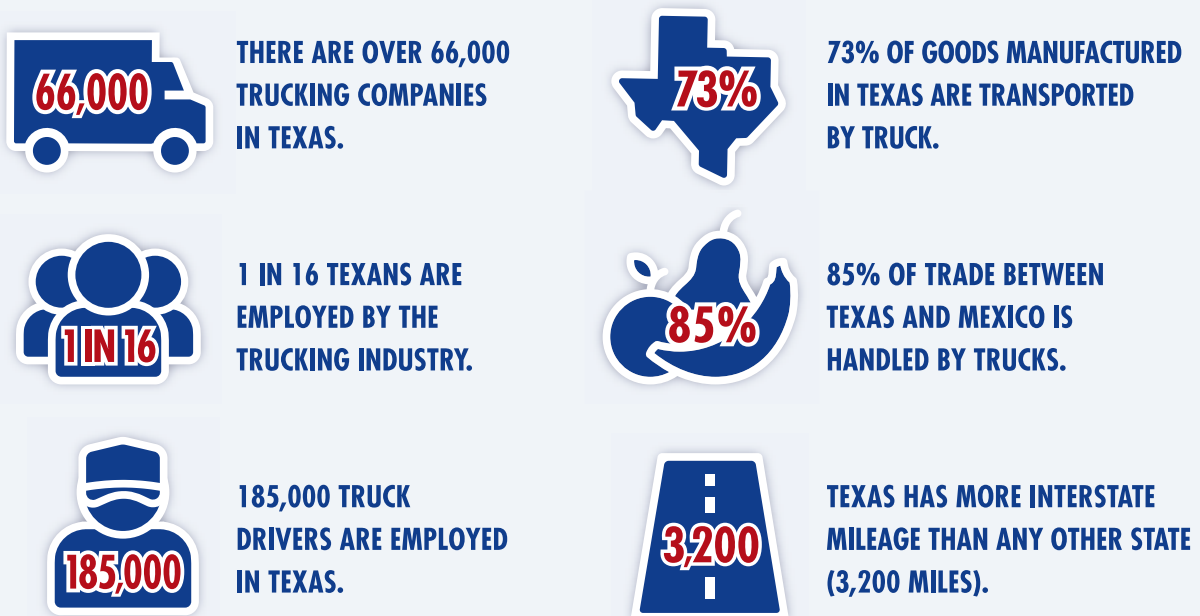 66,000
THERE ARE OVER 66,000
TRUCKING COMPANIES
IN TEXAS.
73%
73% OF GOODS MANUFACTURED
IN TEXAS ARE TRANSPORTED
BY TRUCK.
1 IN 16
1 IN 16 TEXANS ARE
EMPLOYED BY THE
TRUCKING INDUSTRY.
85%
85% OF TRADE BETWEEN
TEXAS AND MEXICO IS
HANDLED BY TRUCKS.
185,000
185,000 TRUCK
DRIVERS ARE EMPLOYED
IN TEXAS.
3,200
TEXAS HAS MORE INTERSTATE
MILEAGE THAN ANY OTHER STATE
(3,200 MILES).